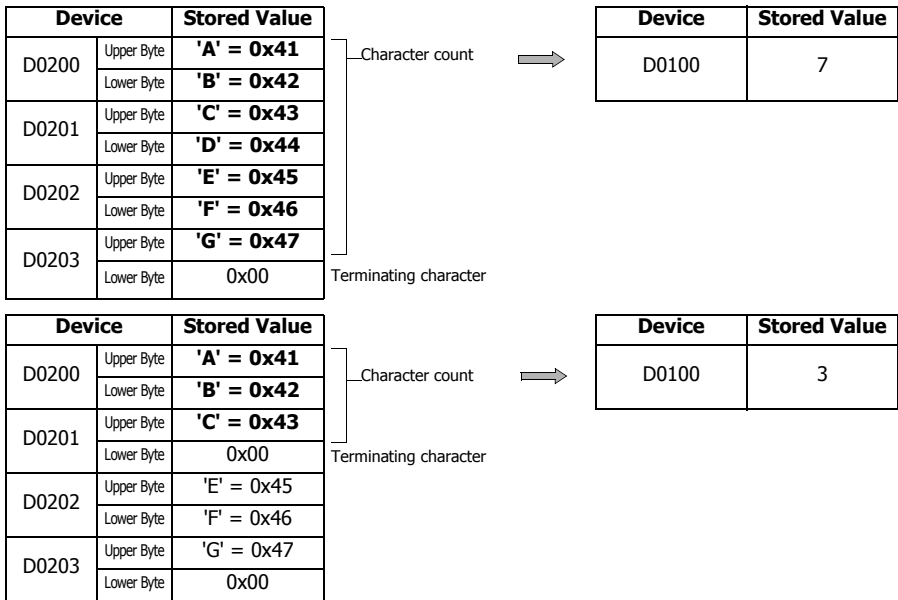 Device Stored Value
D0200 Upper Byte 'A' = 0x41
Lower Byte 'B' = 0x42
D0201 Upper Byte 'C' = 0x43
Lower Byte 'D' = 0x44
D0202 Upper Byte 'E' = 0x45
Lower Byte 'F' = 0x46
D0203 Upper Byte 'G' = 0x47
Lower Byte 0x00
Character count
Terminating character
Device Stored Value
D0100 7
Device Stored Value
D0200 Upper Byte 'A' = 0x41
Lower Byte 'B' = 0x42
D0201 Upper Byte 'C' = 0x43
Lower Byte 0x00
D0202 Upper Byte 'E' = 0x45
Lower Byte 'F' = 0x46
D0203 Upper Byte 'G' = 0x47
Lower Byte 0x00
Character count
Terminating character
Device Stored Value
D0100 3